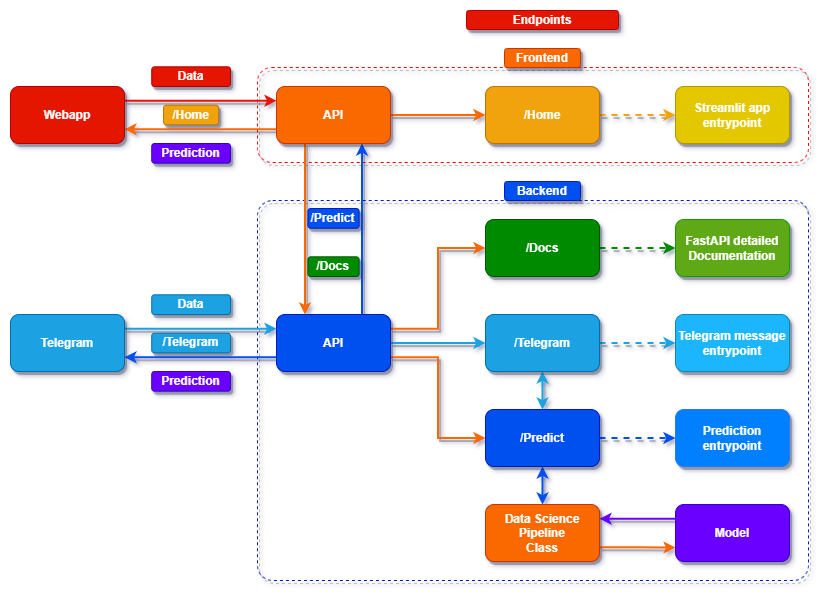 Endpoints
Frontend
Data
Webapp
/Home
Prediction
API
/Home
Streamlit app
entrypoint
Backend
/Predict
/Docs
/Docs
FastAPI detailed
Documentation
Data
Telegram
/Telegram
Prediction
API
/Telegram
Telegram message
entrypoint
/Predict
Prediction
entrypoint
Data Science
Pipeline
Class
Model